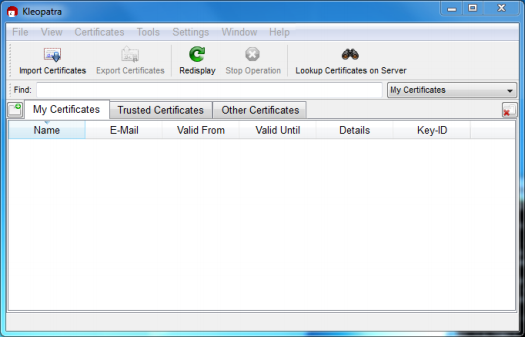 Kleopatra
File View Certificates Tools Settings Window Help
Import Certificates Export Certificates Redisplay Stop Operation Lookup Certificates on Server
Find: My Certificates
My Certificates Trusted Certificates Other Certificates
Name E-Mail Valid From Valid Until Details Key-ID